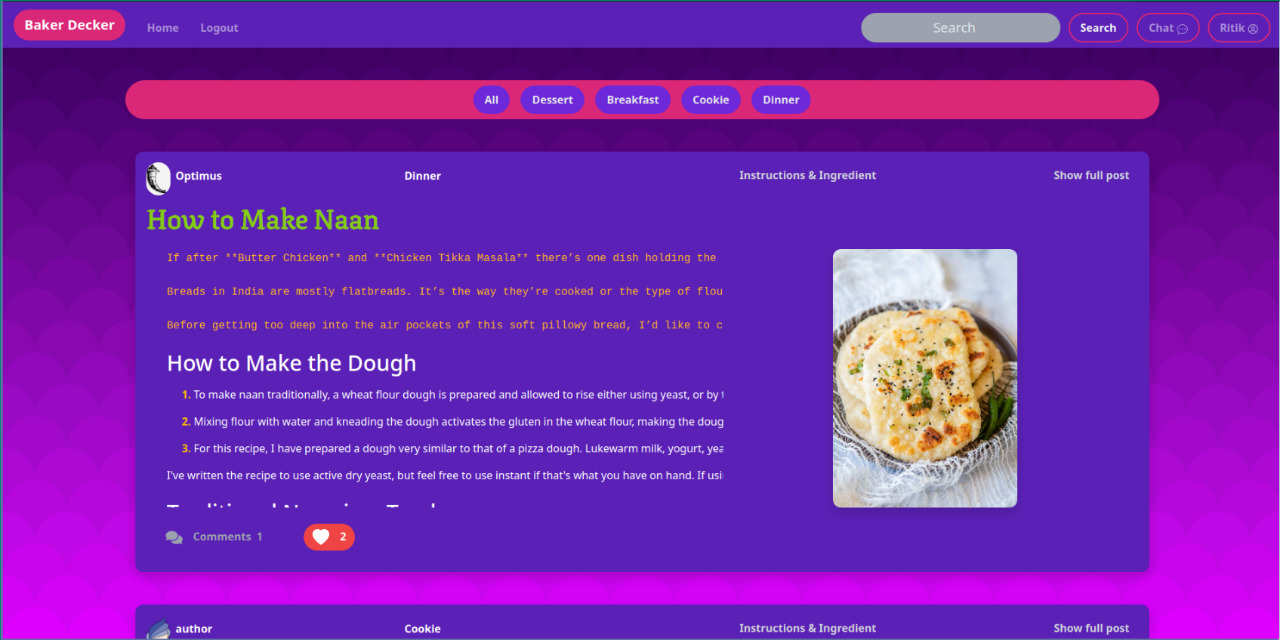 Baker Decker Home Logout Search Search Chat Ritik
All Dessert Breakfast Cookie Dinner
Optimus Dinner Instructions & Ingredient Show full post
How to Make Naan
If after **Butter Chicken** and **Chicken Tikka Masala** there’s one dish holding the
Breads in India are mostly flatbreads. It’s the way they’re cooked or the type of flou
Before getting too deep into the air pockets of this soft pillowy bread, I’d like to c
How to Make the Dough
1. To make naan traditionally, a wheat flour dough is prepared and allowed to rise either using yeast, or by
2. Mixing flour with water and kneading the dough activates the gluten in the wheat flour, making the doug
3. For this recipe, I have prepared a dough very similar to that of a pizza dough. Lukewarm milk, yogurt, yea
I've written the recipe to use active dry yeast, but feel free to use instant if that's what you have on hand. If usi
Comments 1 2
author Cookie Instructions & Ingredient Show full post